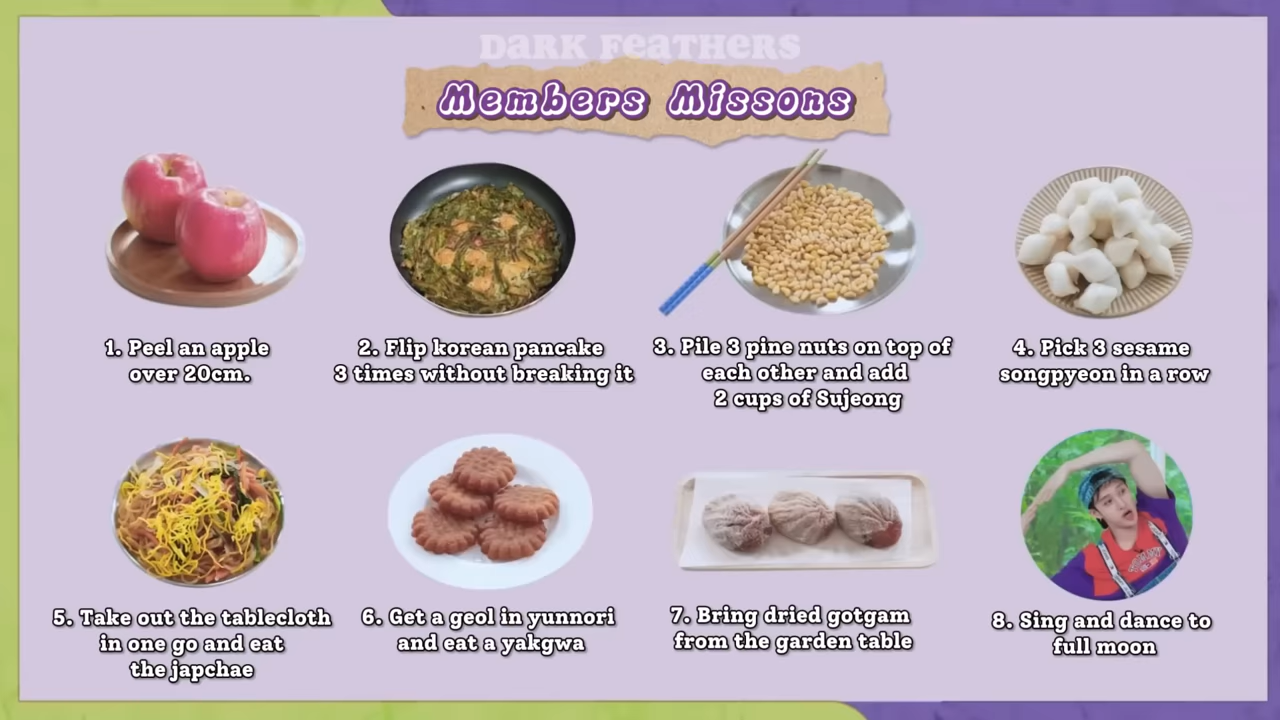 DARK FEATHERS
Members Missons
1. Peel an apple
over 20cm.
2. Flip korean pancake
3 times without breaking it
3. Pile 3 pine nuts on top of
each other and add
2 cups of Sujeong
4. Pick 3 sesame
songpyeon in a row
5. Take out the tablecloth
in one go and eat
the japchae
6. Get a geol in yunnori
and eat a yakgwa
7. Bring dried gotgam
from the garden table
8. Sing and dance to
full moon